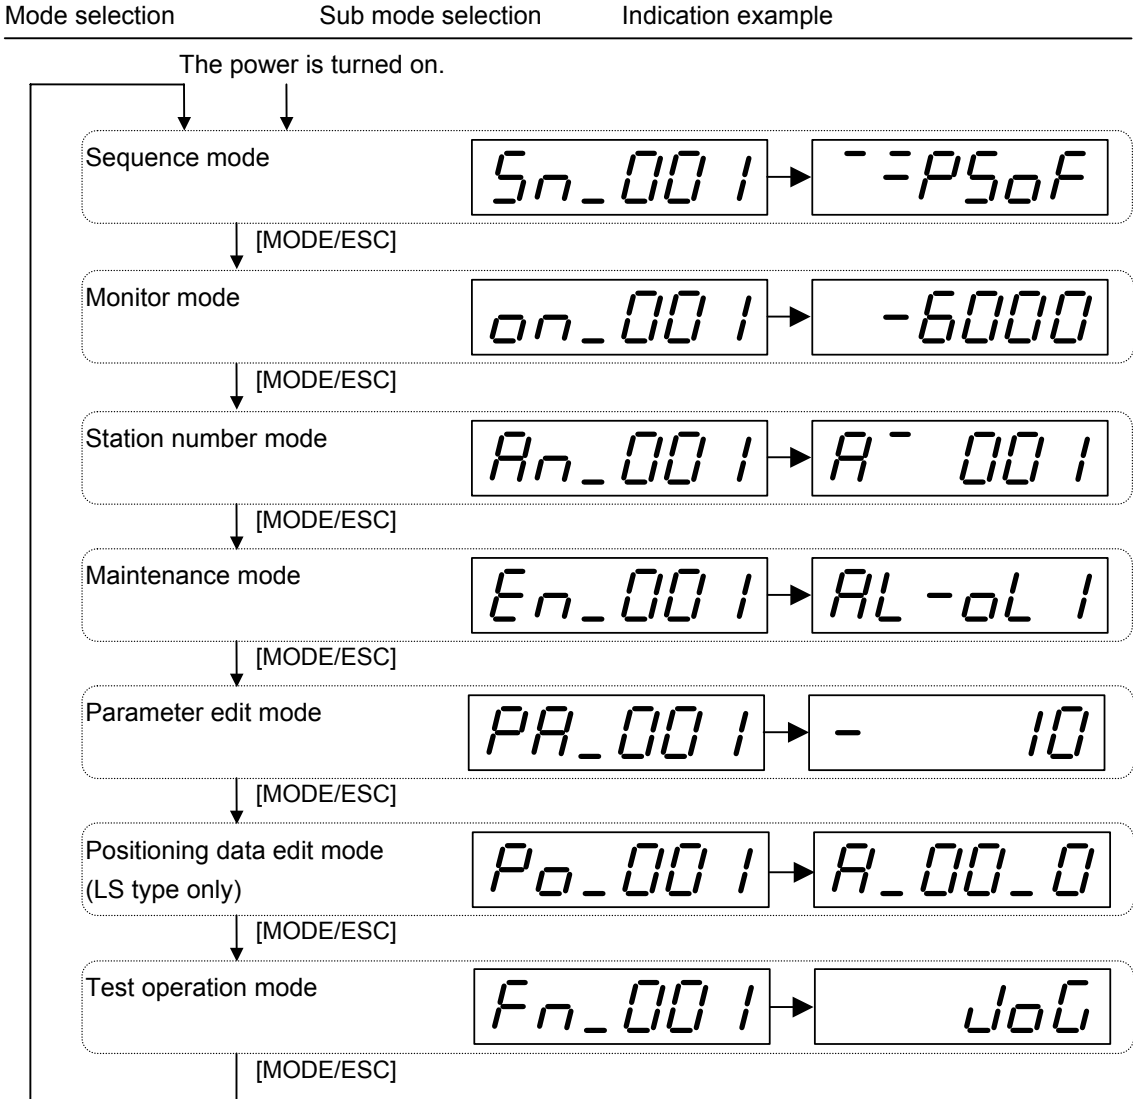 Mode selection Sub mode selection Indication example
The power is turned on.
Sequence mode Sn_001 ¯ =PSoF
[MODE/ESC]
Monitor mode on_001 -6000
[MODE/ESC]
Station number mode An_001 A¯ 001
[MODE/ESC]
Maintenance mode En_001 AL-oL1
[MODE/ESC]
Parameter edit mode PA_001 - 10
[MODE/ESC]
Positioning data edit mode Po_001 A_00_0
(LS type only)
[MODE/ESC]
Test operation mode Fn_001 JoG
[MODE/ESC]